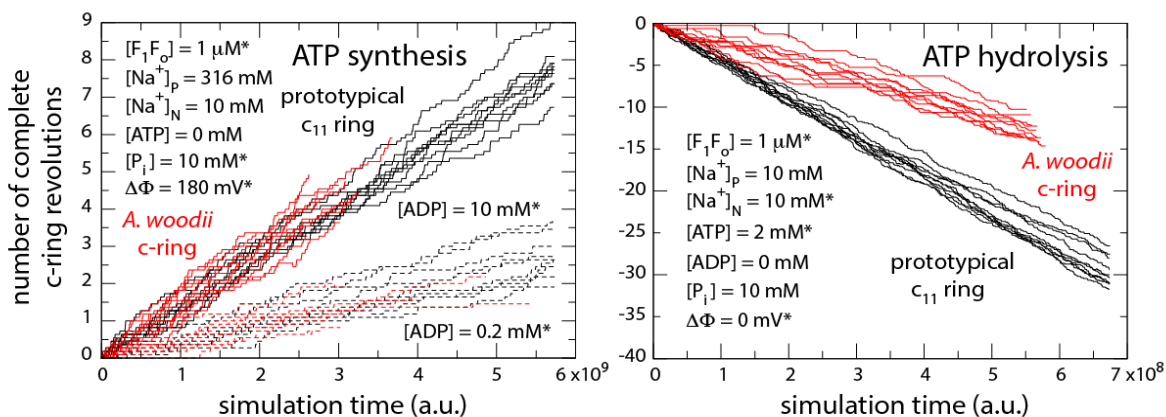 number of complete
c-ring revolutions
9
8
7
6
5
4
3
2
1
0
ATP synthesis
[F₁Fₒ] = 1 μM*
[Na⁺]P = 316 mM
[Na⁺]N = 10 mM
[ATP] = 0 mM
[Pᵢ] = 10 mM*
ΔΦ = 180 mV*
prototypical
c₁₁ ring
A. woodii
c-ring
[ADP] = 10 mM*
[ADP] = 0.2 mM*
0 1 2 3 4 5 6 x10⁹
simulation time (a.u.)
0
-5
-10
-15
-20
-25
-30
-35
-40
ATP hydrolysis
[F₁Fₒ] = 1 μM*
[Na⁺]P = 10 mM
[Na⁺]N = 10 mM*
[ATP] = 2 mM*
[ADP] = 0 mM
[Pᵢ] = 10 mM
ΔΦ = 0 mV*
A. woodii
c-ring
prototypical
c₁₁ ring
0 1 2 3 4 5 6 7 x10⁸
simulation time (a.u.)